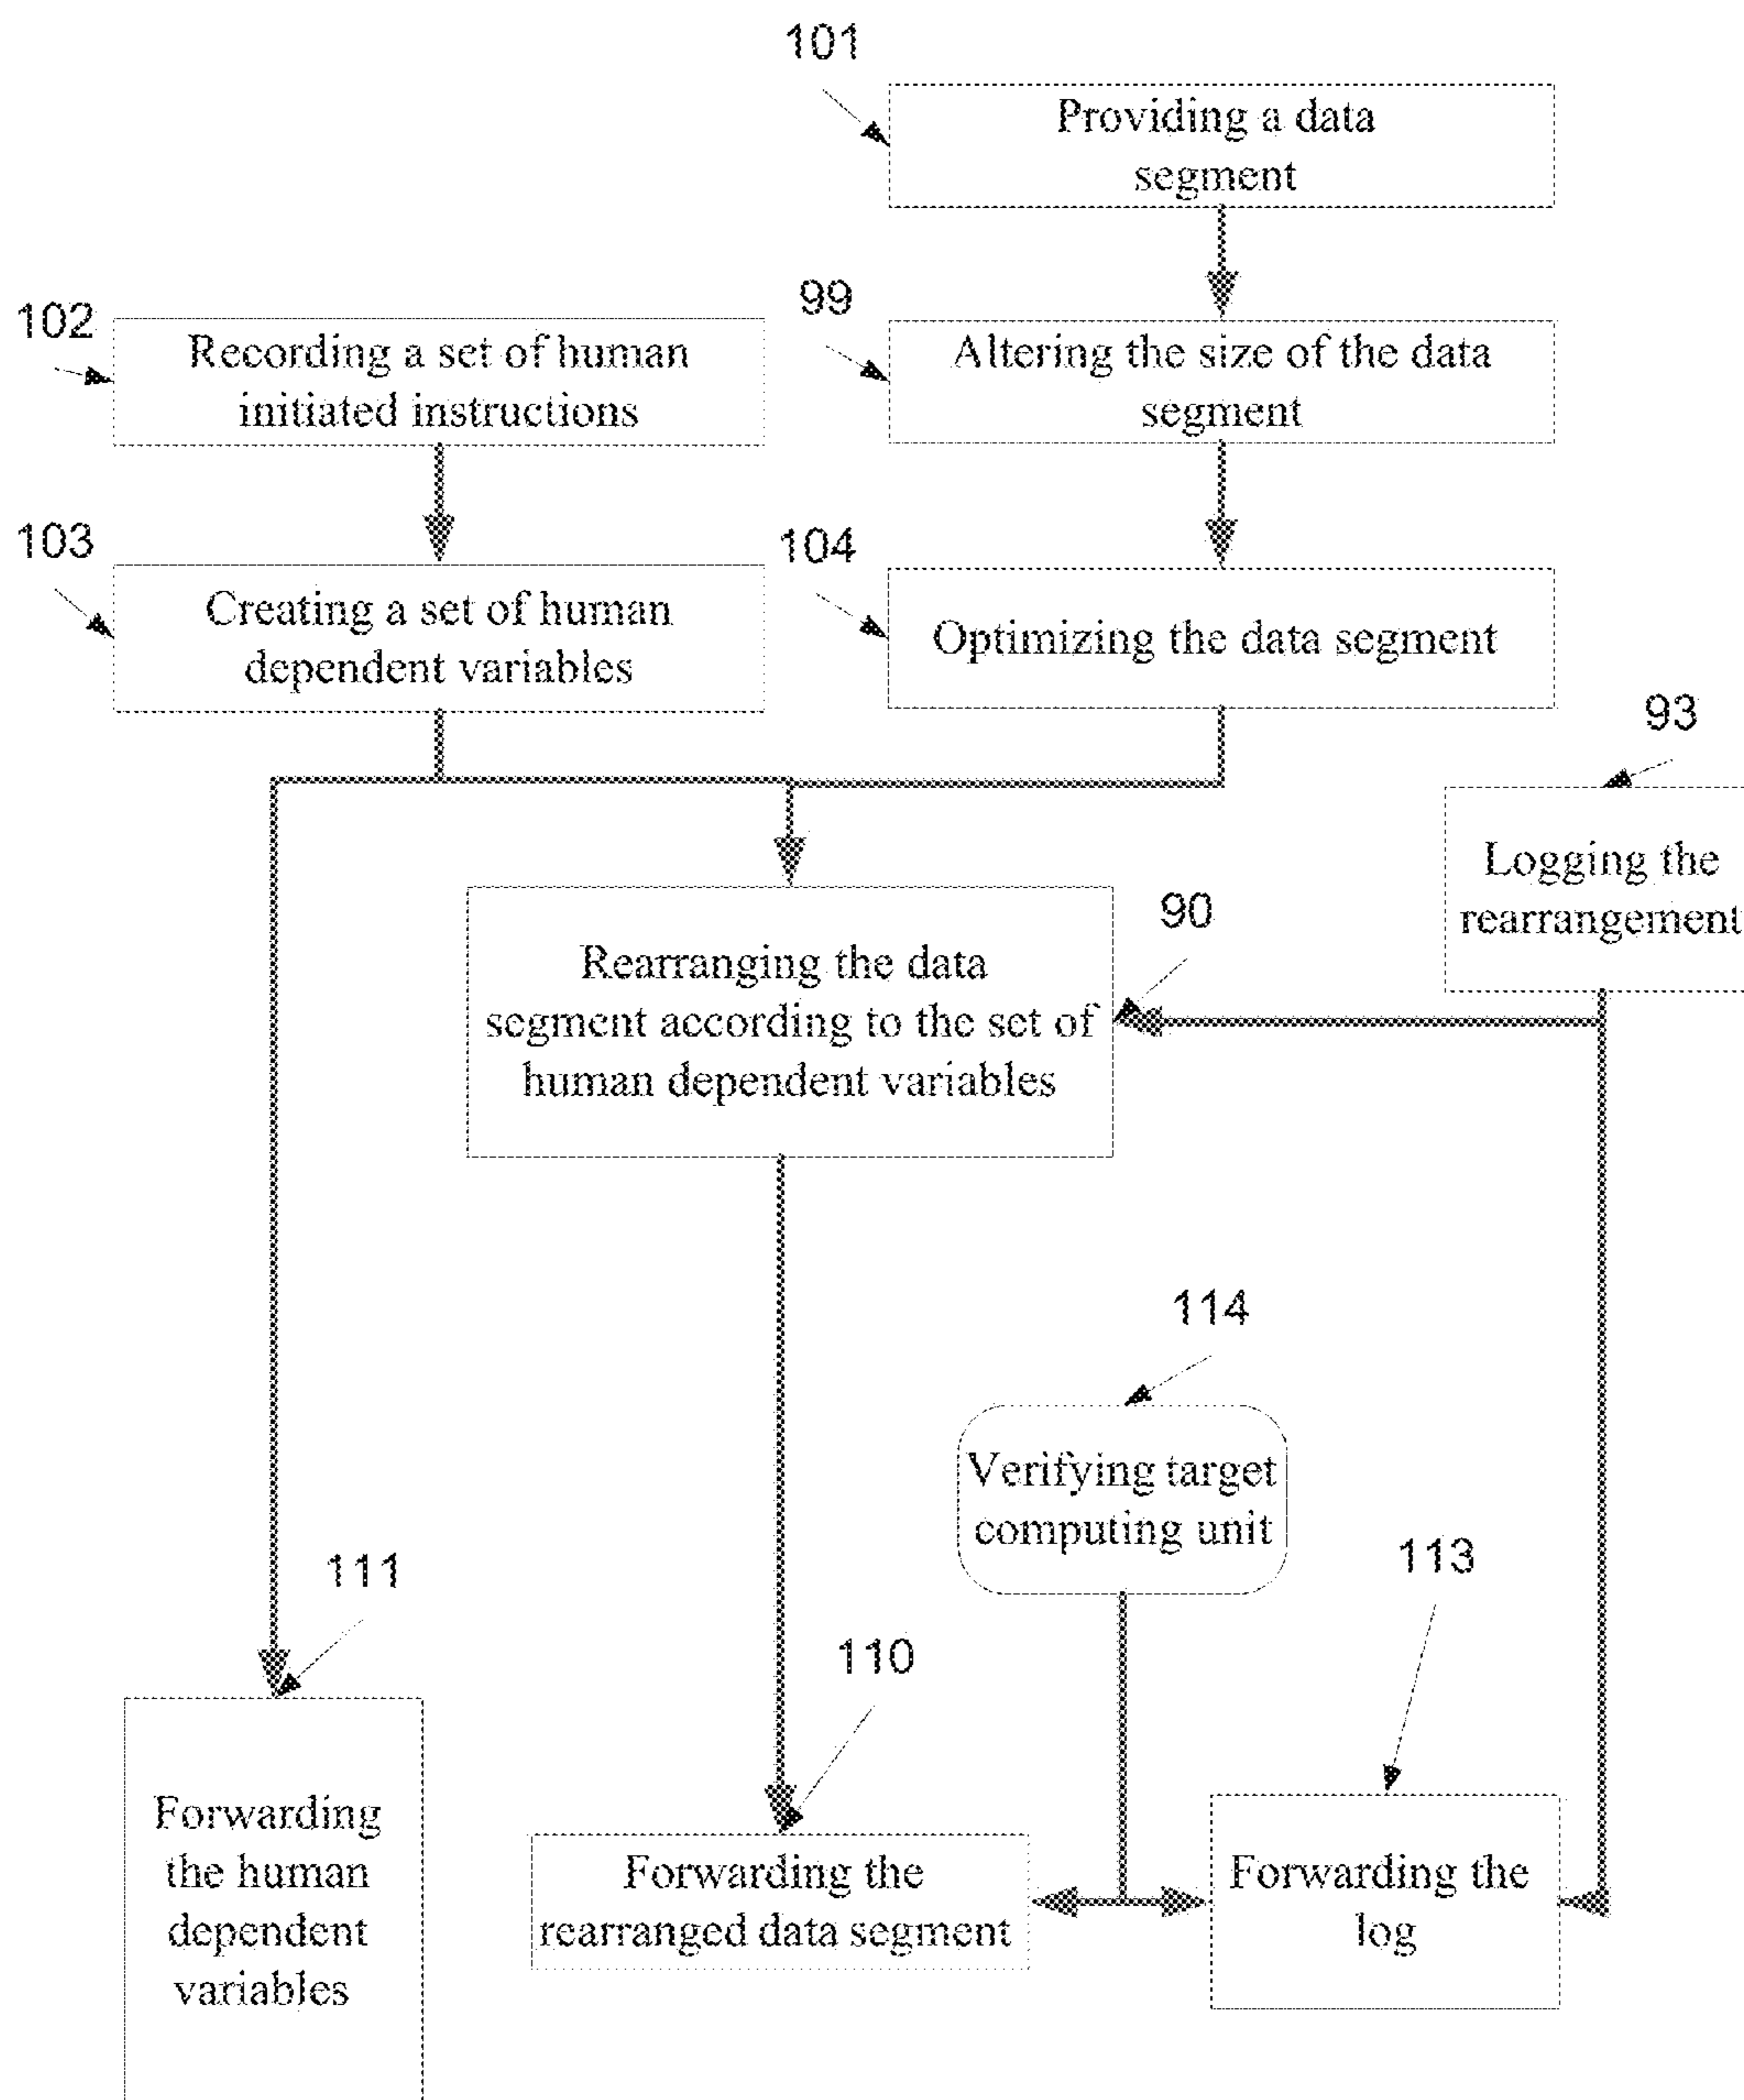 101
Providing a data
segment
102
Recording a set of human
initiated instructions
99
Altering the size of the data
segment
103
Creating a set of human
dependent variables
104
Optimizing the data segment
93
Logging the
rearrangement
90
Rearranging the data
segment according to the set of
human dependent variables
114
Verifying target
computing unit
111
Forwarding
the human
dependent
variables
110
Forwarding the
rearranged data segment
113
Forwarding the
log